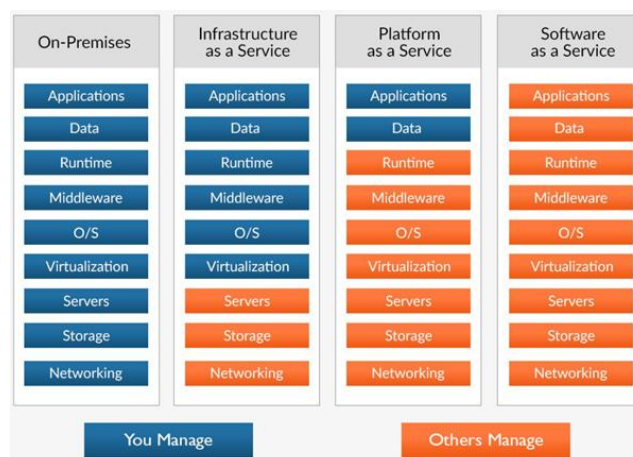 On-Premises
Applications
Data
Runtime
Middleware
O/S
Virtualization
Servers
Storage
Networking
Infrastructure
as a Service
Applications
Data
Runtime
Middleware
O/S
Virtualization
Servers
Storage
Networking
Platform
as a Service
Applications
Data
Runtime
Middleware
O/S
Virtualization
Servers
Storage
Networking
Software
as a Service
Applications
Data
Runtime
Middleware
O/S
Virtualization
Servers
Storage
Networking
You Manage
Others Manage